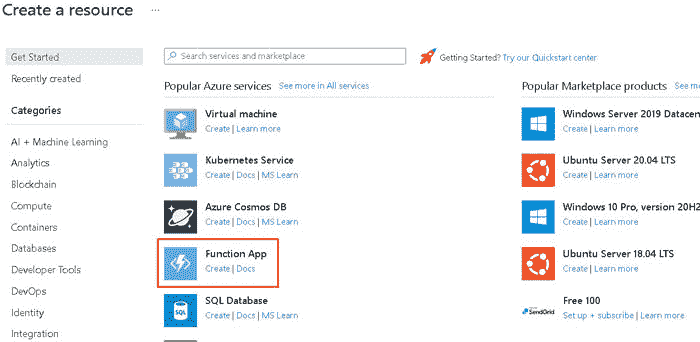 Create a resource ...
Get Started
Recently created
Categories
AI + Machine Learning
Analytics
Blockchain
Compute
Containers
Databases
Developer Tools
DevOps
Identity
Integration
Search services and marketplace
Getting Started? Try our Quickstart center
Popular Azure services See more in All services
Virtual machine
Create | Learn more
Kubernetes Service
Create | Docs | MS Learn
Azure Cosmos DB
Create | Docs | MS Learn
Function App
Create | Docs
SQL
SQL Database
Create | Docs | MS Learn
Popular Marketplace products See more
Windows Server 2019 Datacen
Create | Learn more
Ubuntu Server 20.04 LTS
Create | Learn more
Windows 10 Pro, version 20H2
Create | Learn more
Ubuntu Server 18.04 LTS
Create | Learn more
SendGrid
Free 100
Set up + subscribe | Learn more